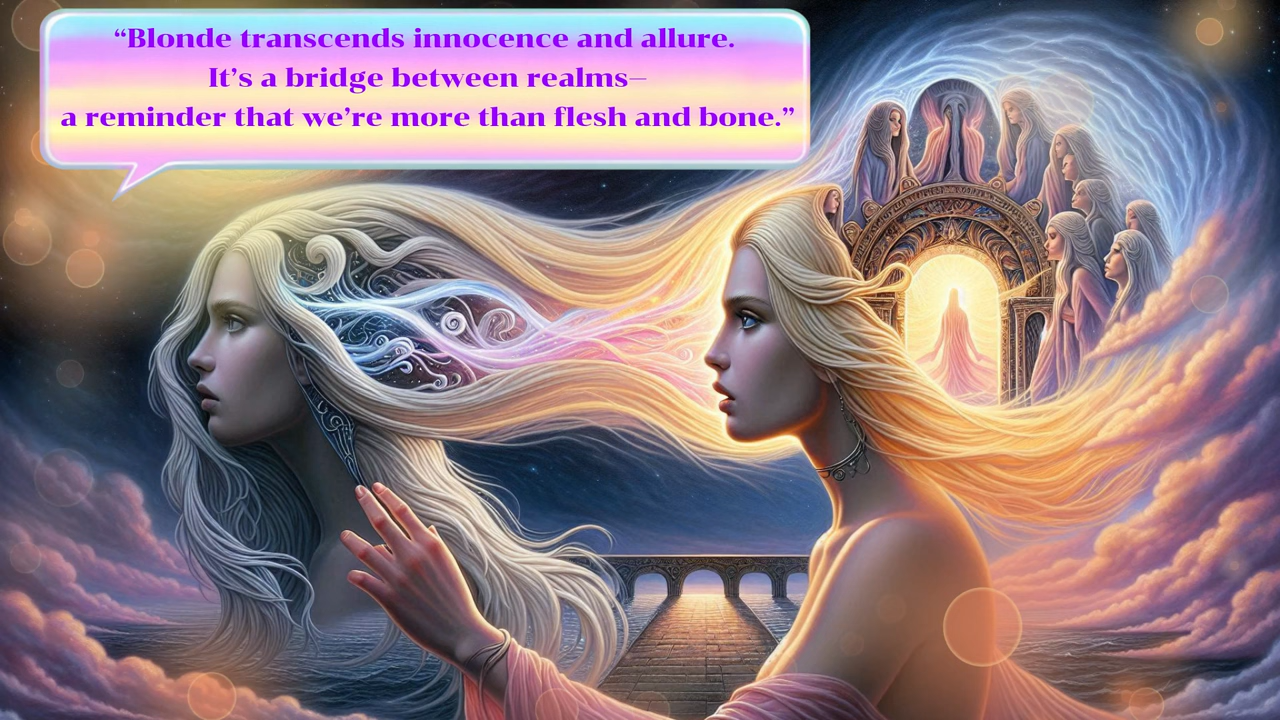 “Blonde transcends innocence and allure.
It’s a bridge between realms—
a reminder that we’re more than flesh and bone.”